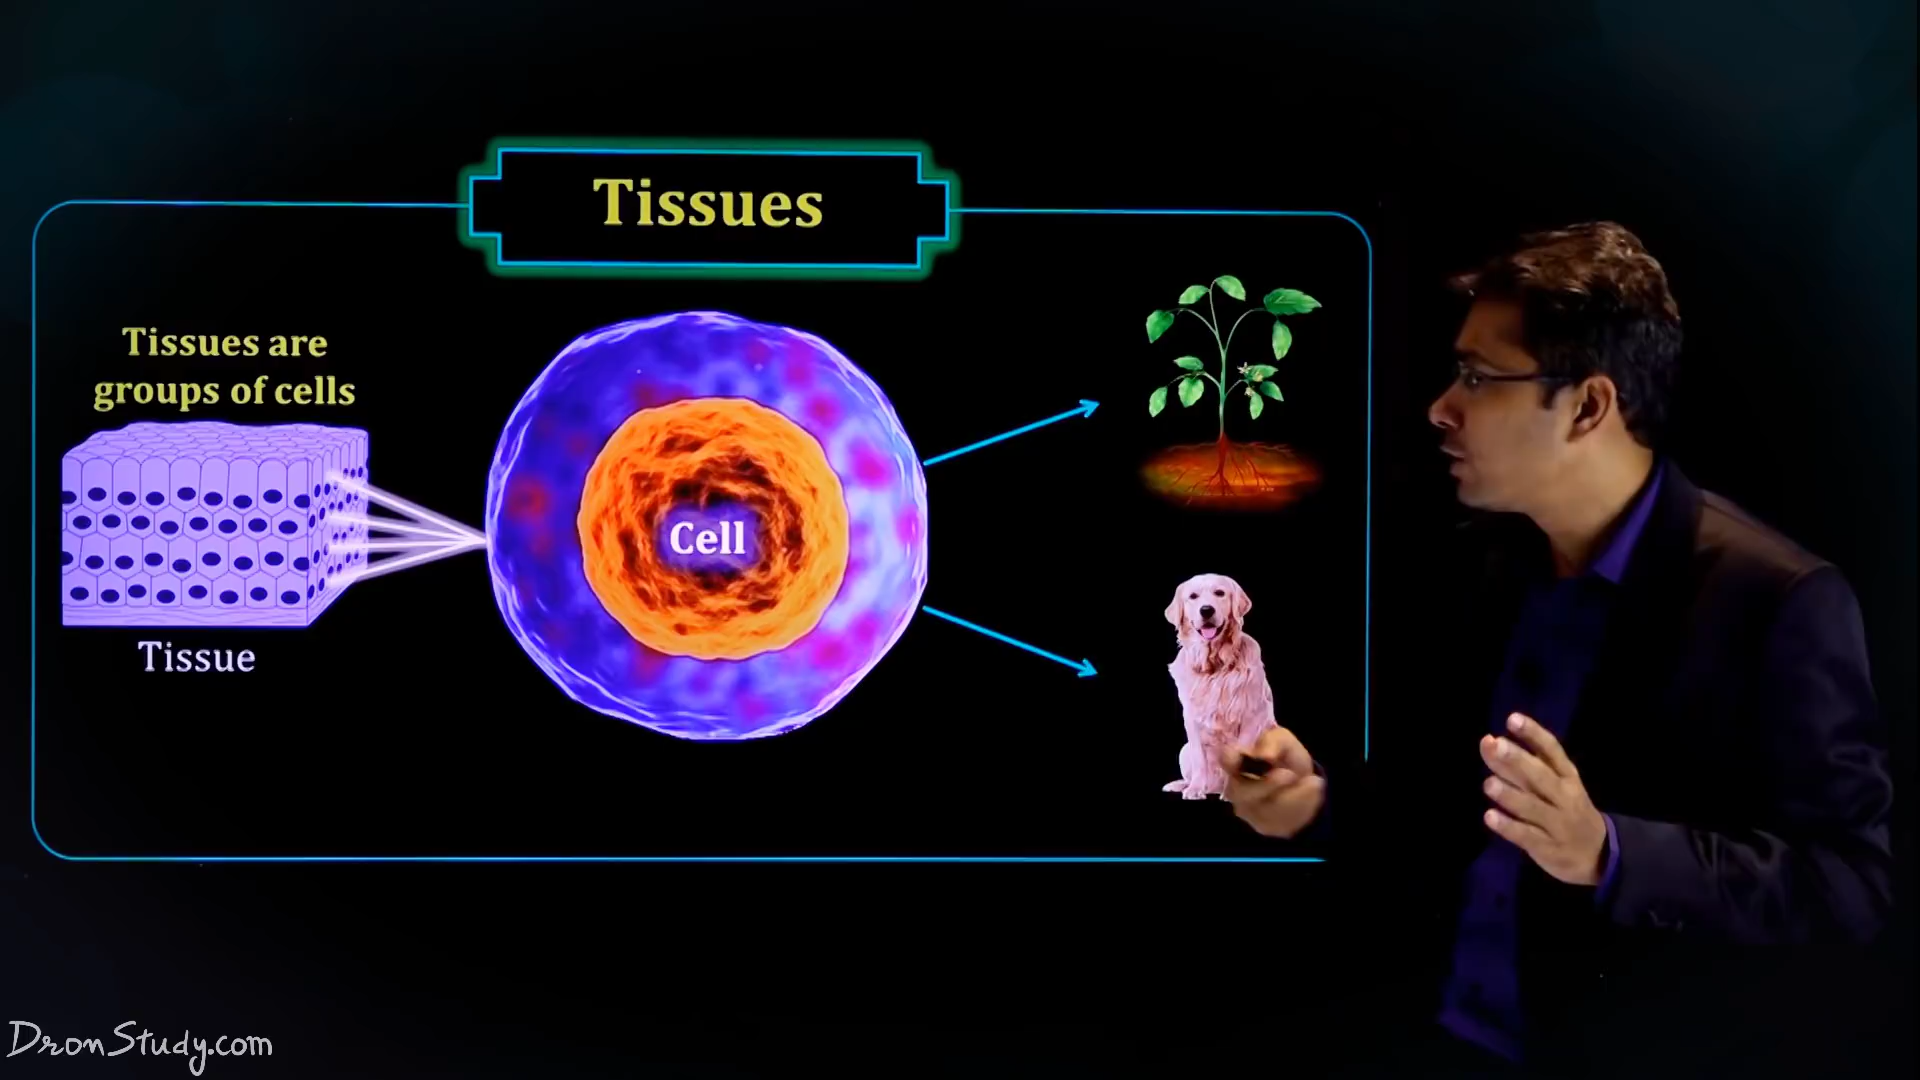 Tissues
Tissues are
groups of cells
Cell
Tissue
DronStudy.com